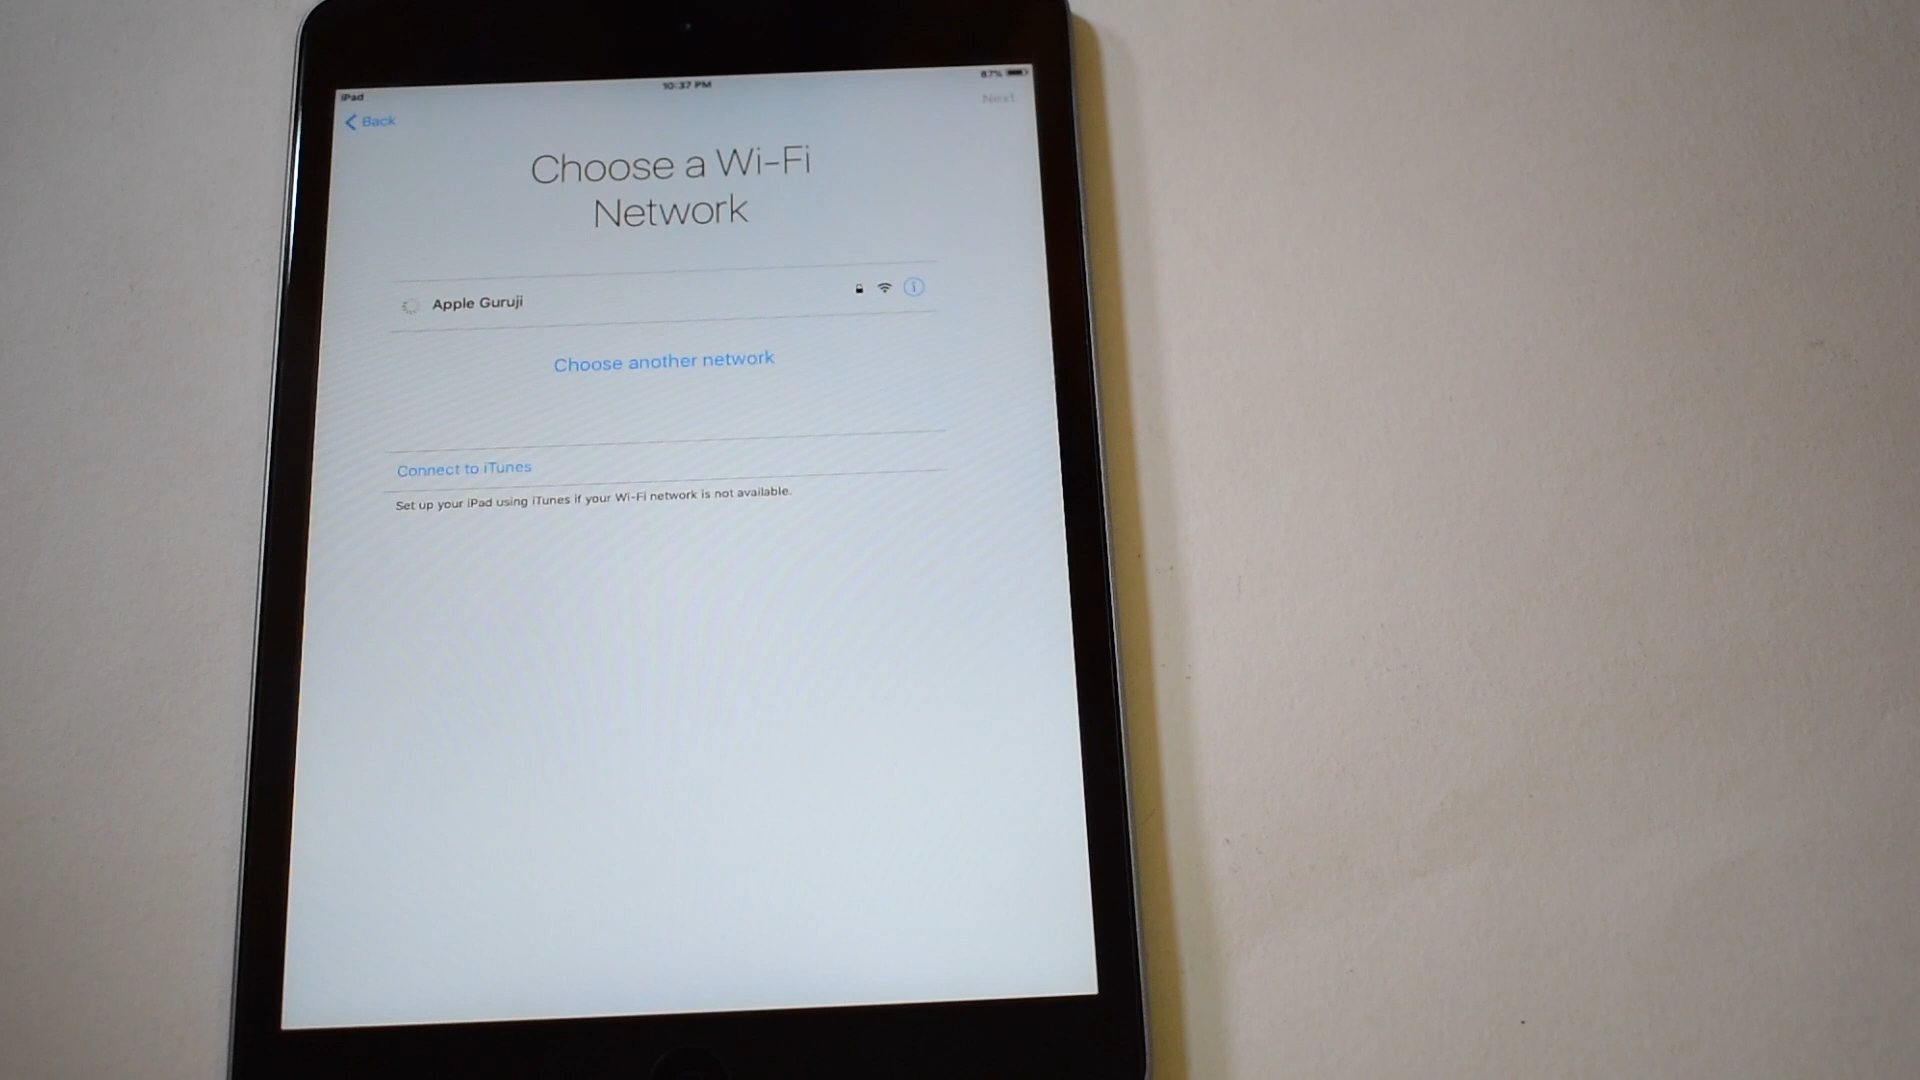 iPad 10:37 PM 87%
Back Next
Choose a Wi-Fi
Network
Apple Guruji
Choose another network
Connect to iTunes
Set up your iPad using iTunes if your Wi-Fi network is not available.